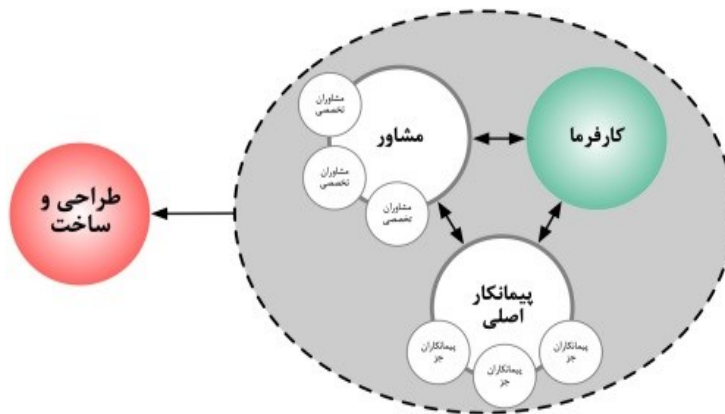 کارفرما
مشاور
مشاوران
تخصصی
مشاوران
تخصصی
مشاوران
تخصصی
طراحی و
ساخت
پیمانکار
اصلی
پیمانکاران
جز
پیمانکاران
جز
پیمانکاران
جز